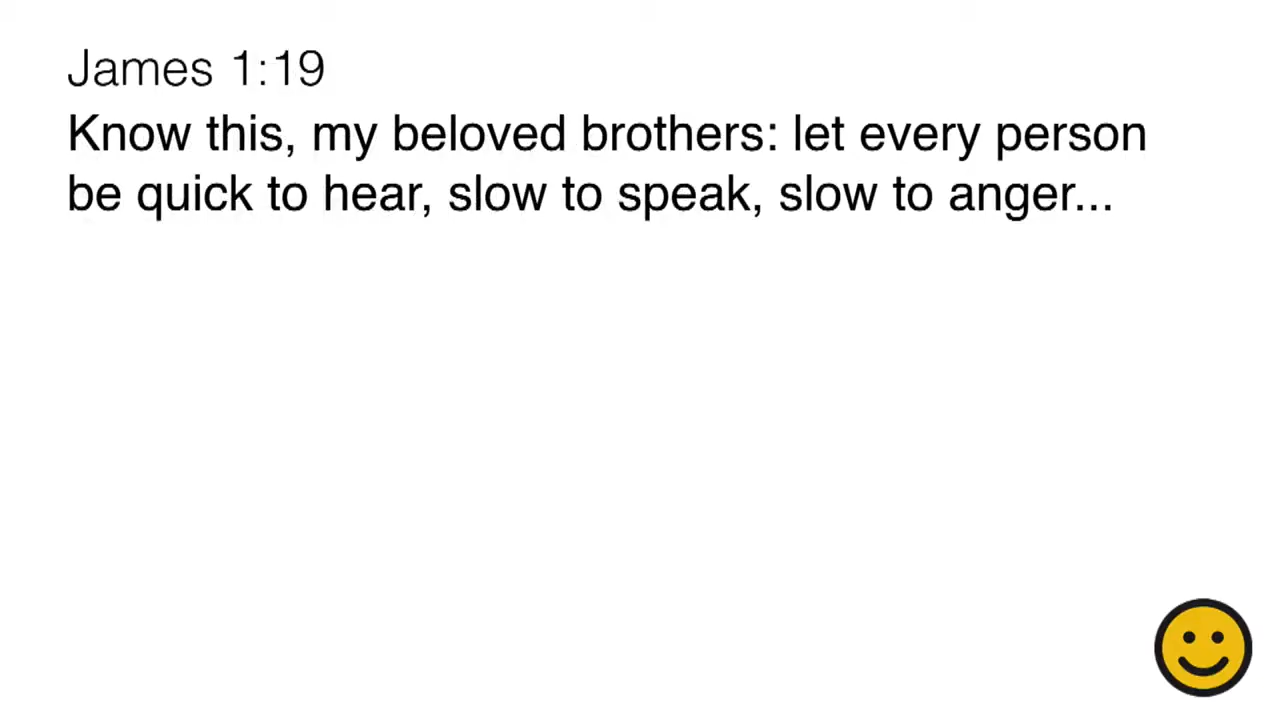 James 1:19
Know this, my beloved brothers: let every person
be quick to hear, slow to speak, slow to anger...